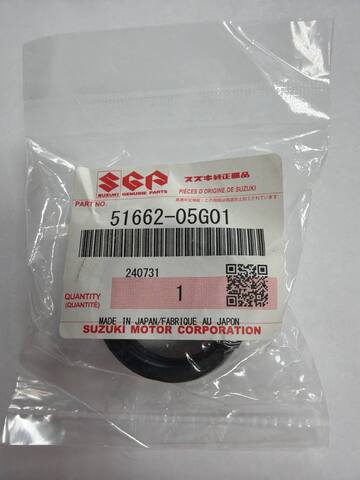 SGP
スズキ純正部品
SUZUKI GENUINE PARTS
PIÈCES D'ORIGINE DE SUZUKI
PART NO.
51662-05G01
240731
QUANTITY
(QUANTITÉ)
1
MADE IN JAPAN/FABRIQUE AU JAPON
SUZUKI MOTOR CORPORATION